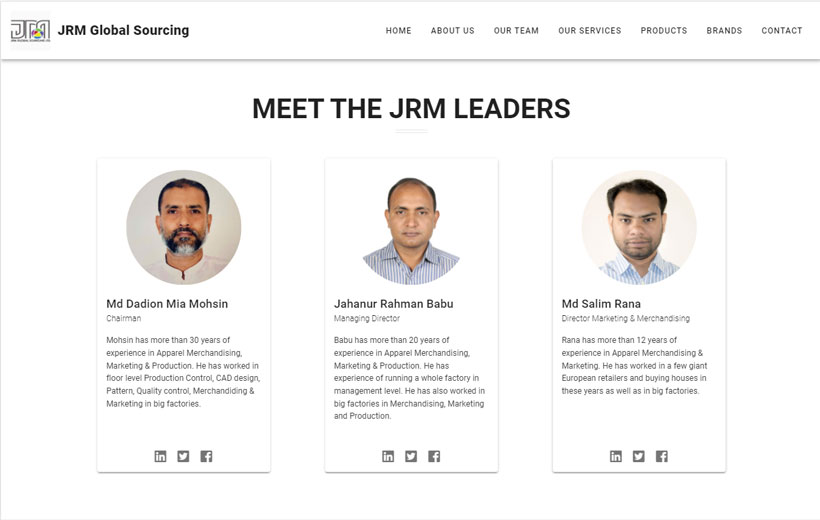 JRM
JRM Global Sourcing
HOME ABOUT US OUR TEAM OUR SERVICES PRODUCTS BRANDS CONTACT
MEET THE JRM LEADERS
Md Dadion Mia Mohsin
Chairman
Mohsin has more than 30 years of
experience in Apparel Merchandising,
Marketing & Production. He has worked in
floor level Production Control, CAD design,
Pattern, Quality control, Merchandiding &
Marketing in big factories.
Jahanur Rahman Babu
Managing Director
Babu has more than 20 years of
experience in Apparel Merchandising,
Marketing & Production. He has
experience of running a whole factory in
management level. He has also worked in
big factories in Merchandising, Marketing
and Production.
Md Salim Rana
Director Marketing & Merchandising
Rana has more than 12 years of
experience in Apparel Merchandising &
Marketing. He has worked in a few giant
European retailers and buying houses in
these years as well as in big factories.